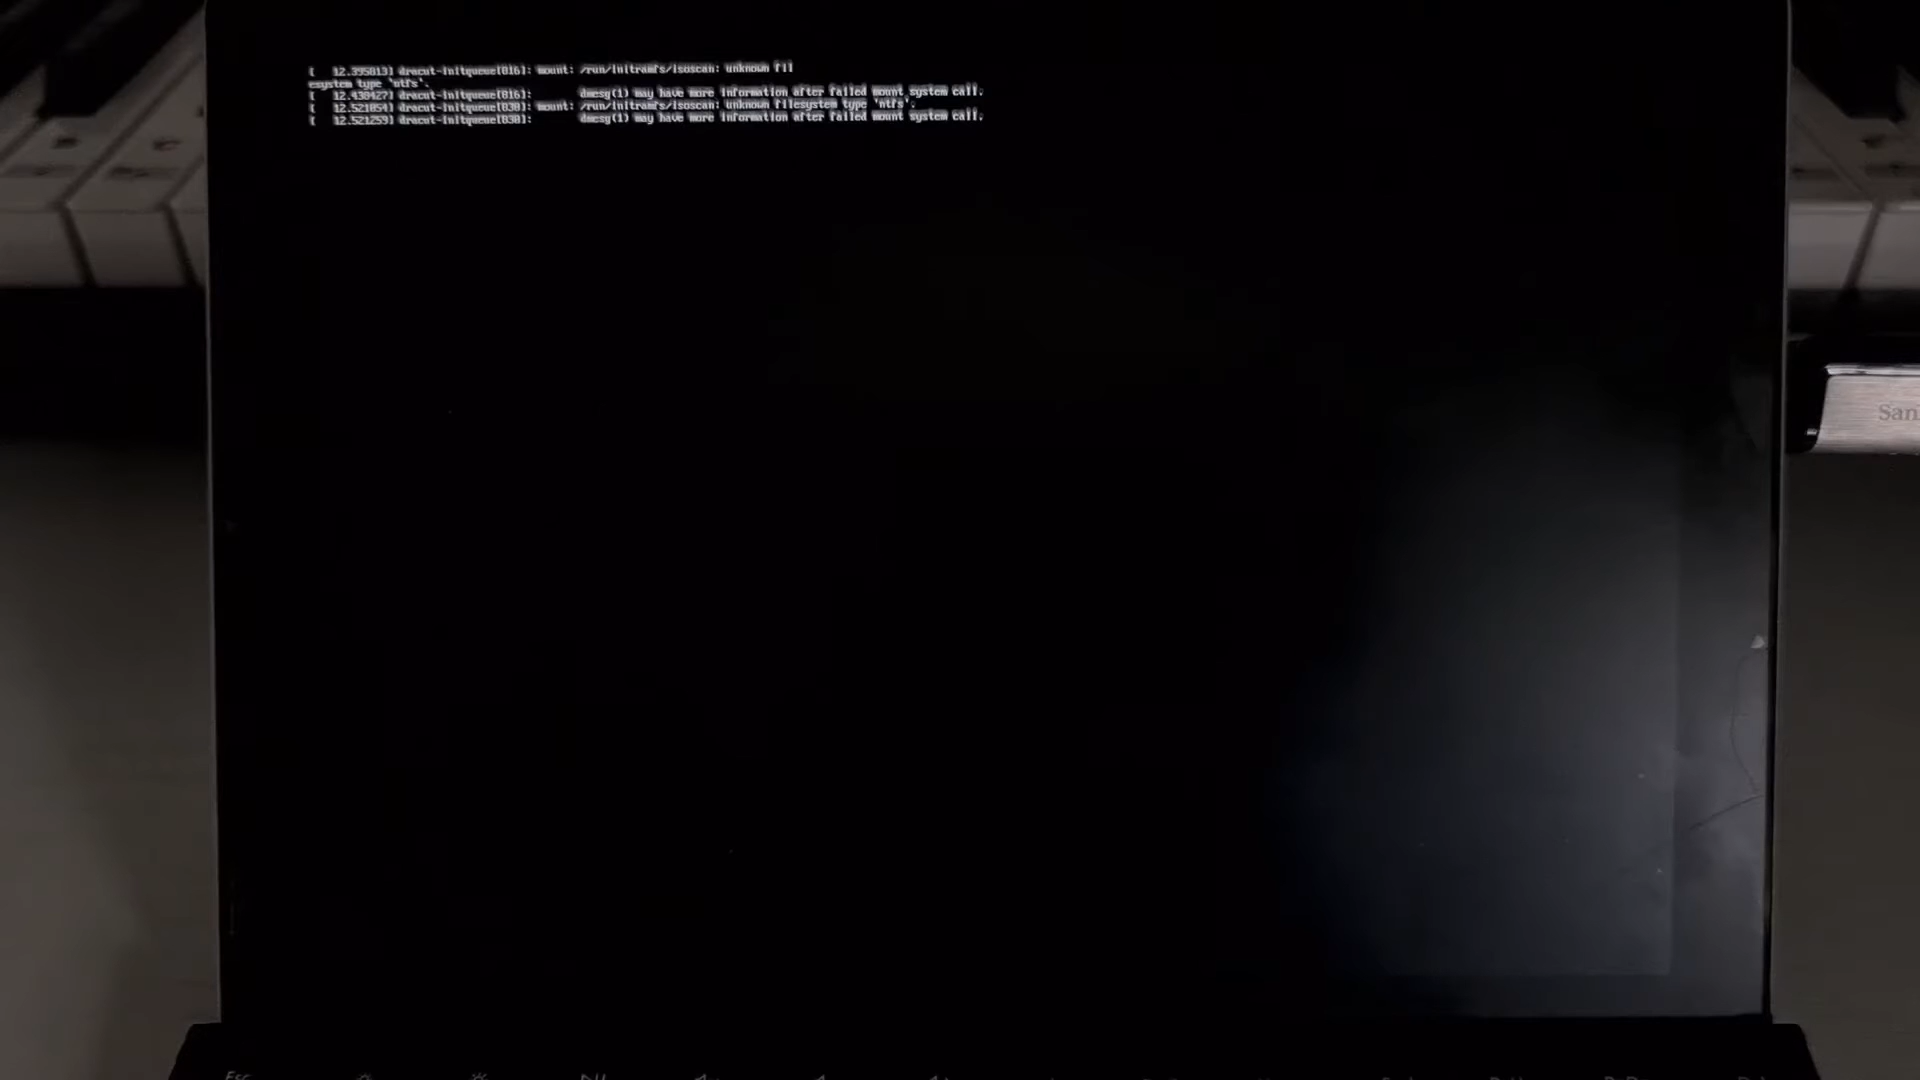 [   12.395813] dracut-initqueue[816]: mount: /run/initramfs/isoscan: unknown fil
esystem type 'ntfs'.
[   12.430427] dracut-initqueue[816]:       dmesg(1) may have more information after failed mount system call.
[   12.521054] dracut-initqueue[830]: mount: /run/initramfs/isoscan: unknown filesystem type 'ntfs'.
[   12.521259] dracut-initqueue[830]:       dmesg(1) may have more information after failed mount system call.
San
Esc